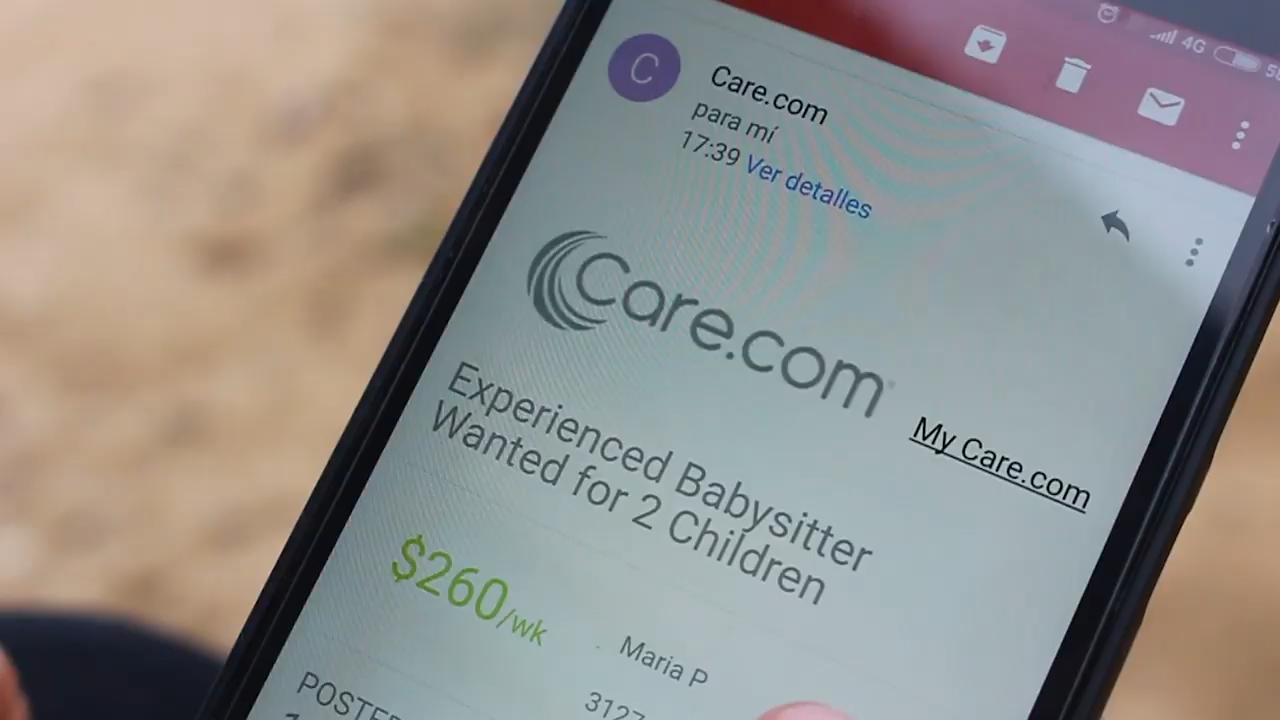 4G
C
Care.com
para mí
17:39 Ver detalles
Care.com
My Care.com
Experienced Babysitter
Wanted for 2 Children
$260/wk
Maria P
3127